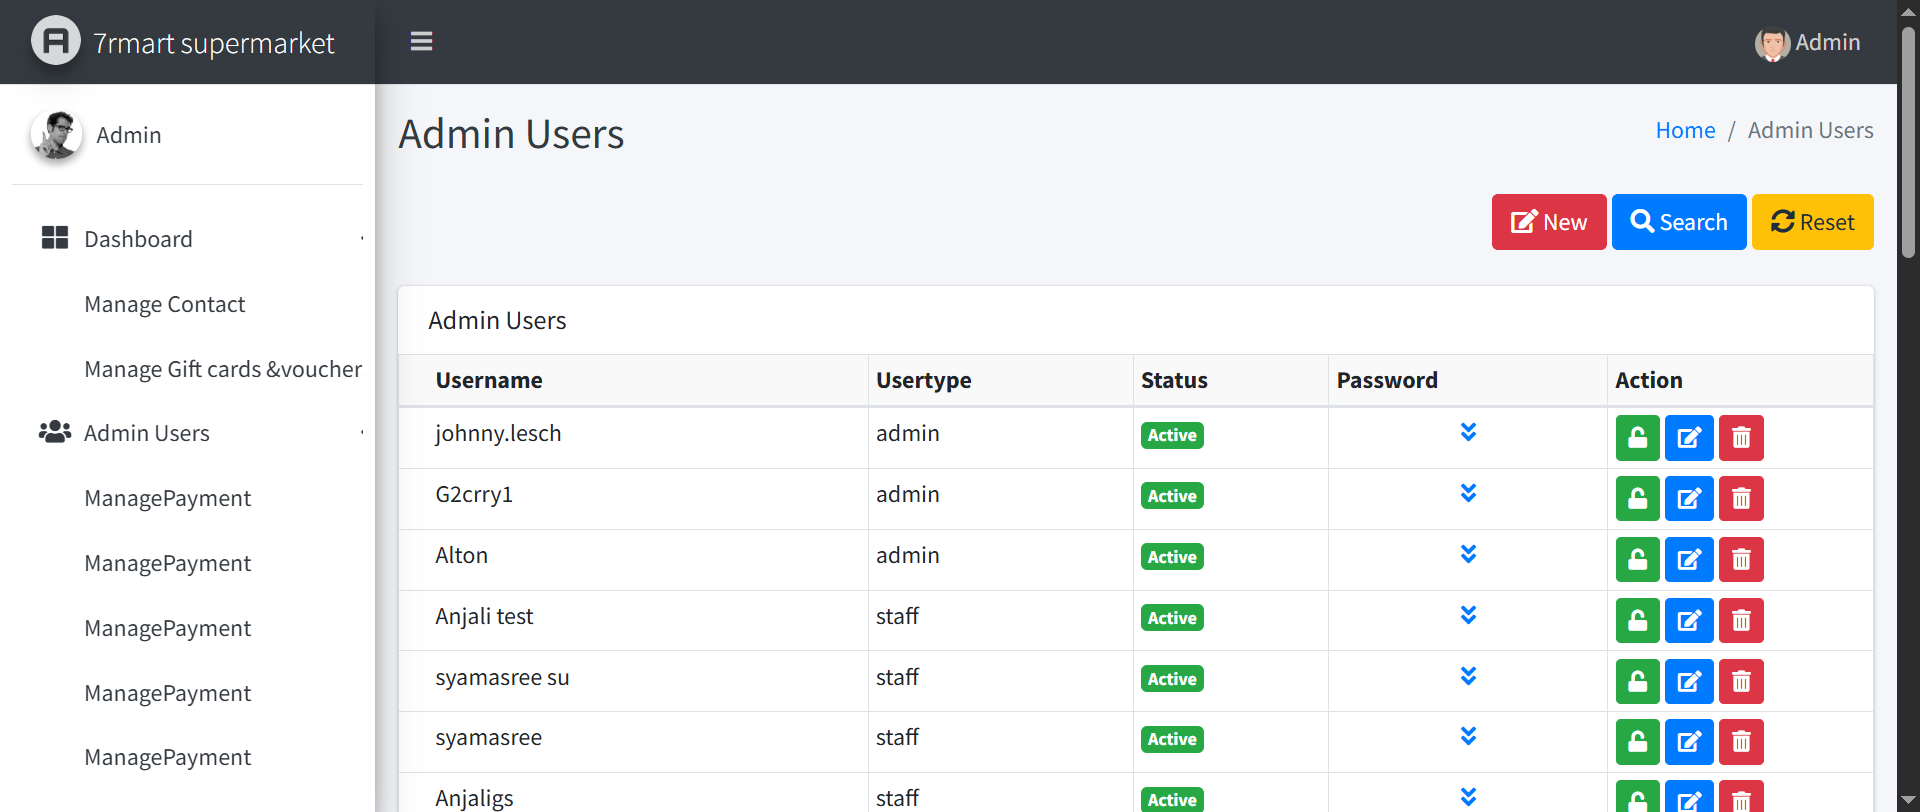 7rmart supermarket
Admin
Admin
Dashboard
Manage Contact
Manage Gift cards &voucher
Admin Users
ManagePayment
ManagePayment
ManagePayment
ManagePayment
ManagePayment
Admin Users
Home / Admin Users
New Search Reset
Admin Users
Username Usertype Status Password Action
johnny.lesch admin Active
G2crry1 admin Active
Alton admin Active
Anjali test staff Active
syamasree su staff Active
syamasree staff Active
Anjaligs staff Active